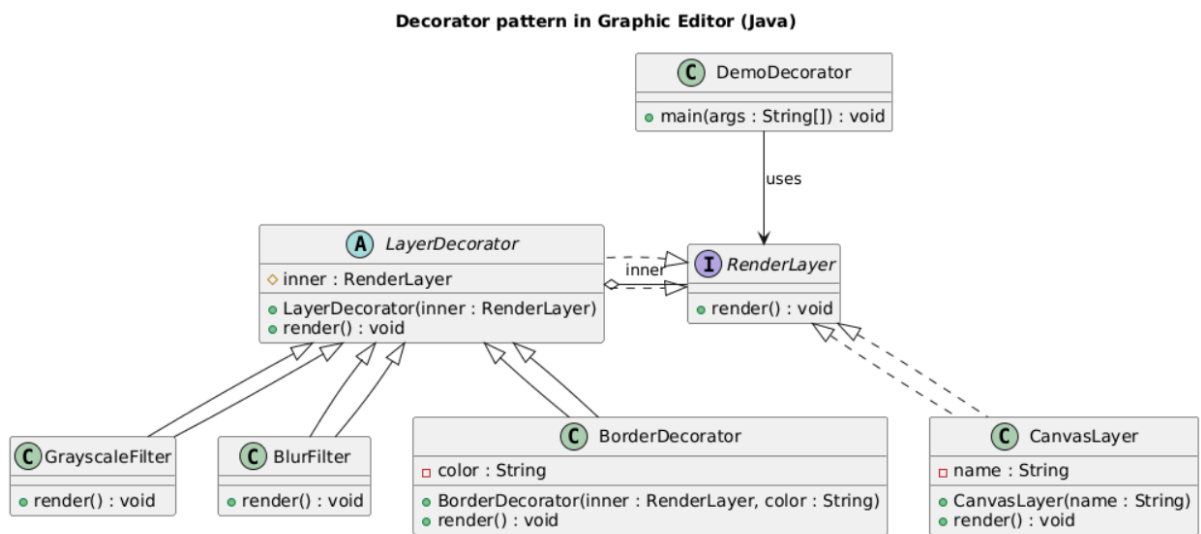 Decorator pattern in Graphic Editor (Java)
C DemoDecorator
main(args : String[]) : void
uses
A LayerDecorator
inner : RenderLayer
LayerDecorator(inner : RenderLayer)
render() : void
inner
I RenderLayer
render() : void
C GrayscaleFilter
render() : void
C BlurFilter
render() : void
C BorderDecorator
color : String
BorderDecorator(inner : RenderLayer, color : String)
render() : void
C CanvasLayer
name : String
CanvasLayer(name : String)
render() : void